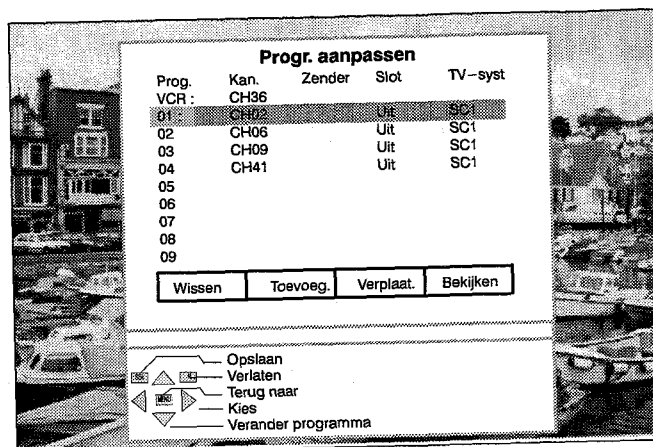 Progr. aanpassen
Prog. Kan. Zender Slot TV-syst
VCR : CH36
01 : CH02 Uit SC1
02 CH06 Uit SC1
03 CH09 Uit SC1
04 CH41 Uit SC1
05
06
07
08
09
Wissen Toevoeg. Verplaat. Bekijken
Opslaan
Verlaten
Terug naar
MENU
Kies
Verander programma